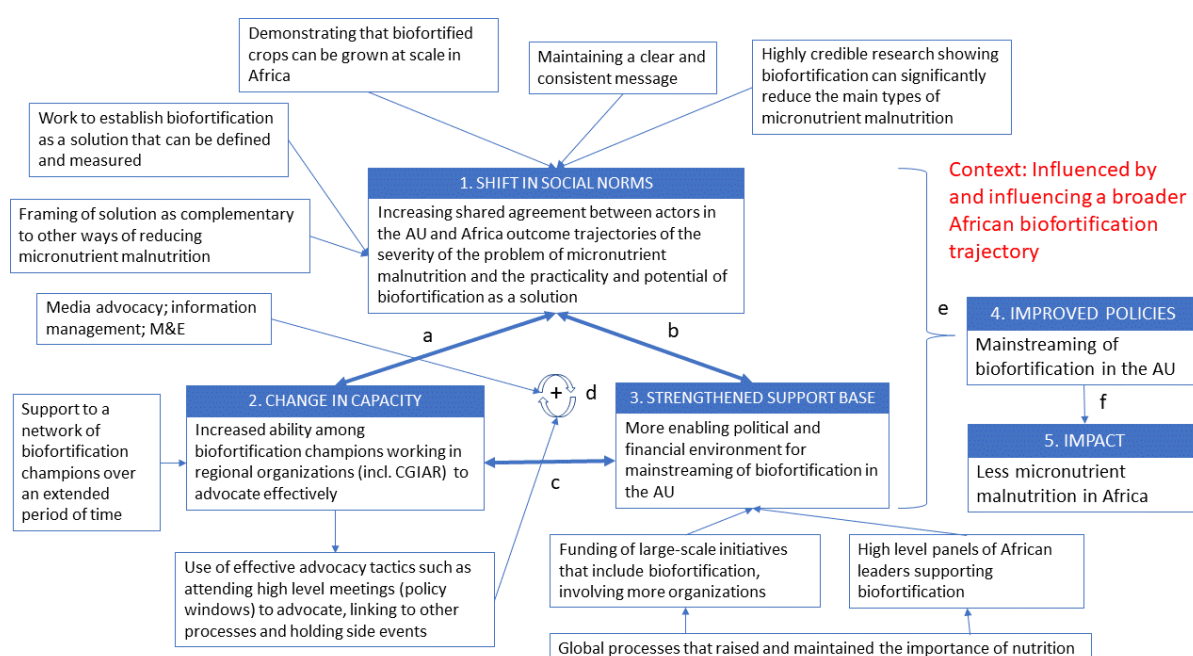 Demonstrating that biofortified
crops can be grown at scale in
Africa
Maintaining a clear and
consistent message
Highly credible research showing
biofortification can significantly
reduce the main types of
micronutrient malnutrition
Work to establish biofortification
as a solution that can be defined
and measured
Framing of solution as complementary
to other ways of reducing
micronutrient malnutrition
Media advocacy; information
management; M&E
1. SHIFT IN SOCIAL NORMS
Increasing shared agreement between actors in
the AU and Africa outcome trajectories of the
severity of the problem of micronutrient
malnutrition and the practicality and potential of
biofortification as a solution
Context: Influenced by
and influencing a broader
African biofortification
trajectory
a
b
e
d
+
c
2. CHANGE IN CAPACITY
Increased ability among
biofortification champions working in
regional organizations (incl. CGIAR) to
advocate effectively
3. STRENGTHENED SUPPORT BASE
More enabling political and
financial environment for
mainstreaming of biofortification in
the AU
4. IMPROVED POLICIES
Mainstreaming of
biofortification in the AU
f
5. IMPACT
Less micronutrient
malnutrition in Africa
Support to a
network of
biofortification
champions over
an extended
period of time
Use of effective advocacy tactics such as
attending high level meetings (policy
windows) to advocate, linking to other
processes and holding side events
Funding of large-scale initiatives
that include biofortification,
involving more organizations
High level panels of African
leaders supporting
biofortification
Global processes that raised and maintained the importance of nutrition